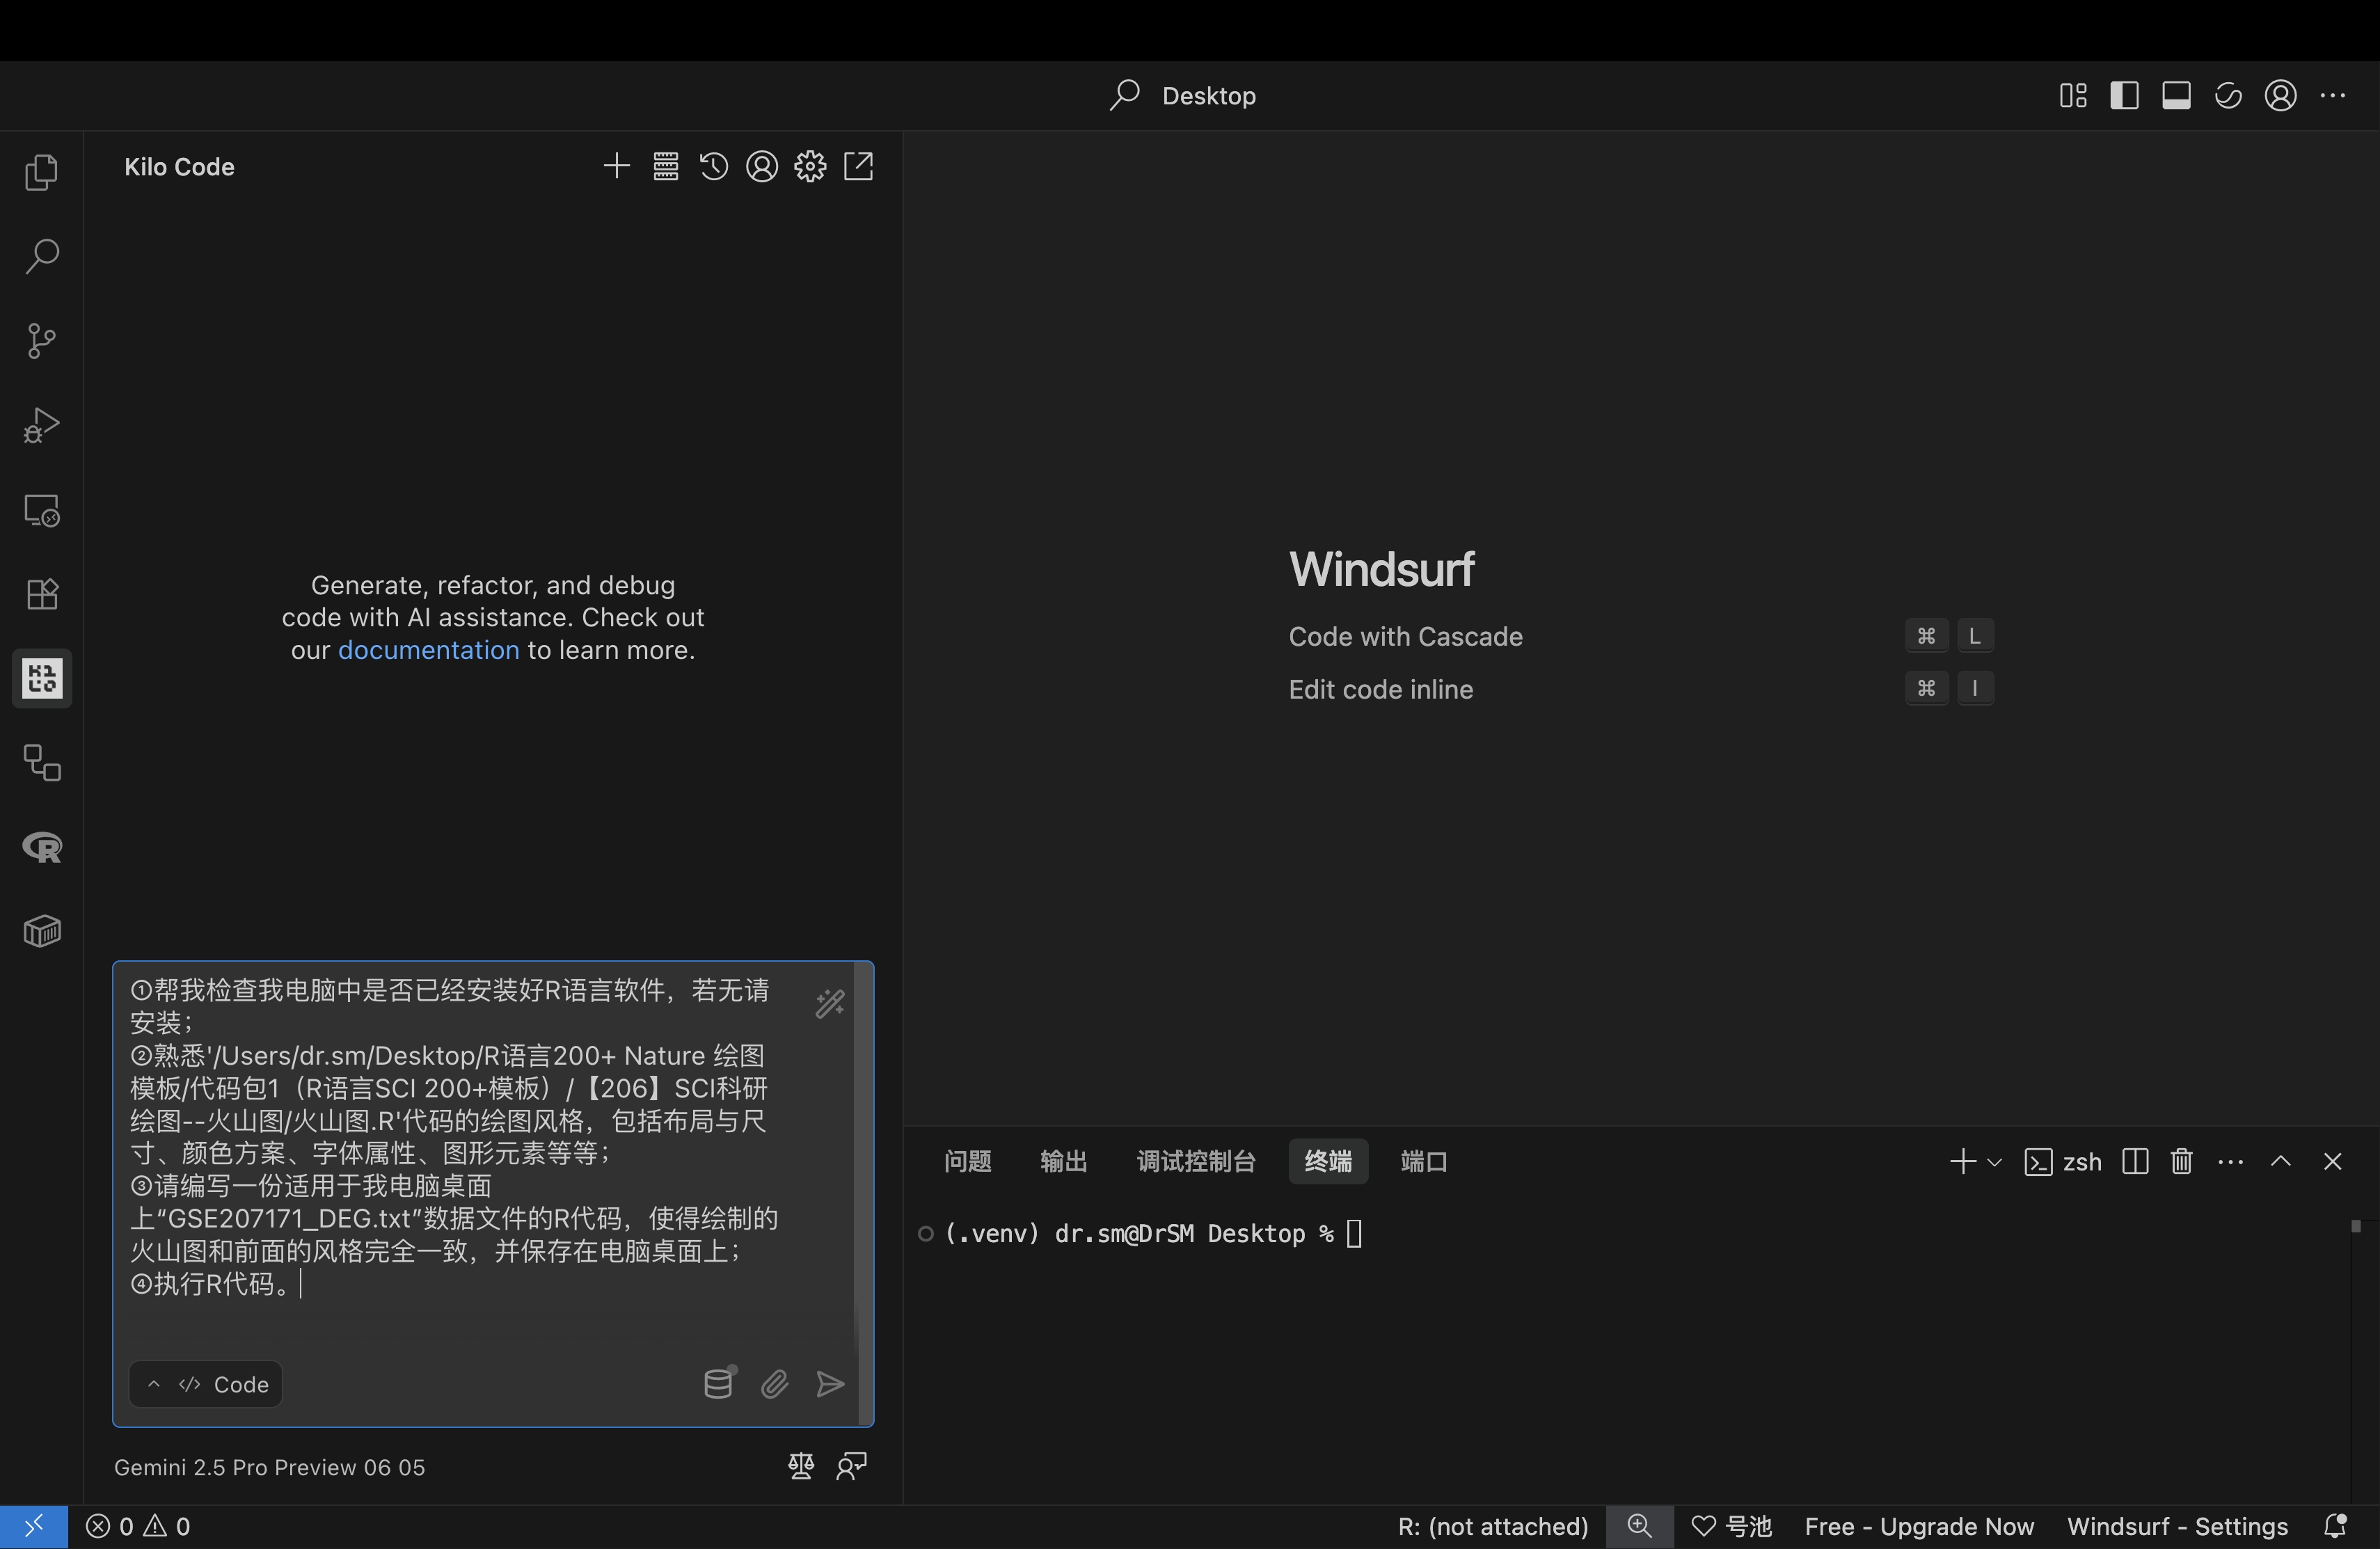 Desktop
Kilo Code
Generate, refactor, and debug
code with AI assistance. Check out
our documentation to learn more.
①帮我检查我电脑中是否已经安装好R语言软件，若无请
安装；
②熟悉'/Users/dr.sm/Desktop/R语言200+ Nature 绘图
模板/代码包1（R语言SCI 200+模板）/【206】SCI科研
绘图--火山图/火山图.R'代码的绘图风格，包括布局与尺
寸、颜色方案、字体属性、图形元素等等；
③请编写一份适用于我电脑桌面
上“GSE207171_DEG.txt”数据文件的R代码，使得绘制的
火山图和前面的风格完全一致，并保存在电脑桌面上；
④执行R代码。
Code
Gemini 2.5 Pro Preview 06 05
Windsurf
Code with Cascade ⌘ L
Edit code inline ⌘ I
问题 输出 调试控制台 终端 端口 zsh
(.venv) dr.sm@DrSM Desktop %
0 0 R: (not attached) 号池 Free - Upgrade Now Windsurf - Settings